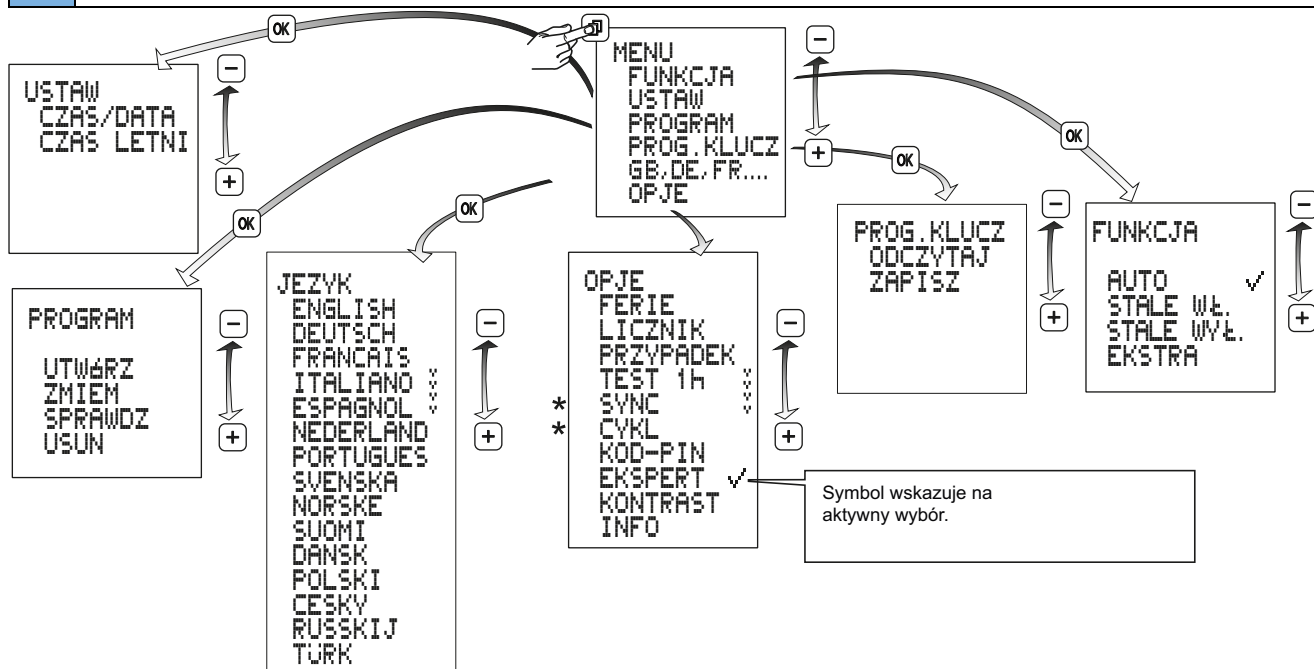 OK
USTAW
CZAS/DATA
CZAS LETNI
−
+
MENU
FUNKCJA
USTAW
PROGRAM
PROG.KLUCZ
GB,DE,FR....
OPJE
−
+
OK
OK
PROG.KLUCZ
ODCZYTAJ
ZAPISZ
−
+
FUNKCJA
AUTO ✓
STALE WŁ.
STALE WYŁ.
EKSTRA
−
+
OK
PROGRAM
UTWóRZ
ZMIEM
SPRAWDZ
USUN
−
+
OK
JEZYK
ENGLISH
DEUTSCH
FRANCAIS
ITALIANO
ESPAGNOL
NEDERLAND
PORTUGUES
SVENSKA
NORSKE
SUOMI
DANSK
POLSKI
CESKY
RUSSKIJ
TÜRK
−
+
OPJE
FERIE
LICZNIK
PRZYPADEK
TEST 1h
* SYNC
* CYKL
KOD-PIN
EKSPERT ✓
KONTRAST
INFO
−
+
Symbol wskazuje na
aktywny wybór.